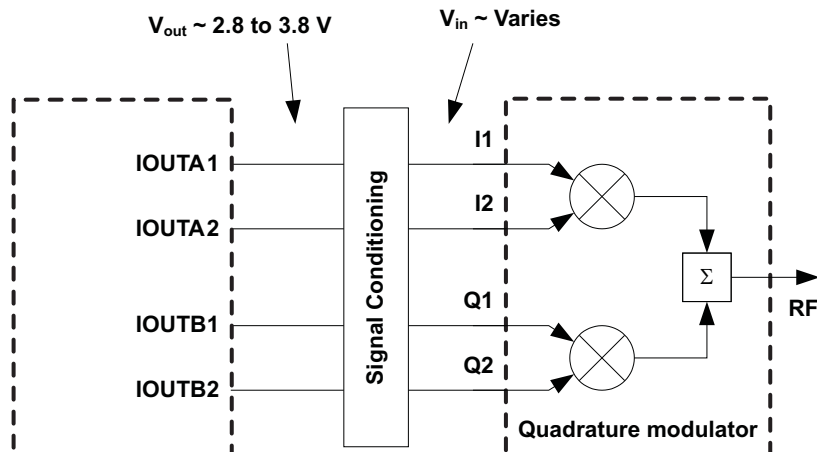 Vout ~ 2.8 to 3.8 V
Vin ~ Varies
IOUTA1
IOUTA2
IOUTB1
IOUTB2
Signal Conditioning
I1
I2
Q1
Q2
Σ
RF
Quadrature modulator